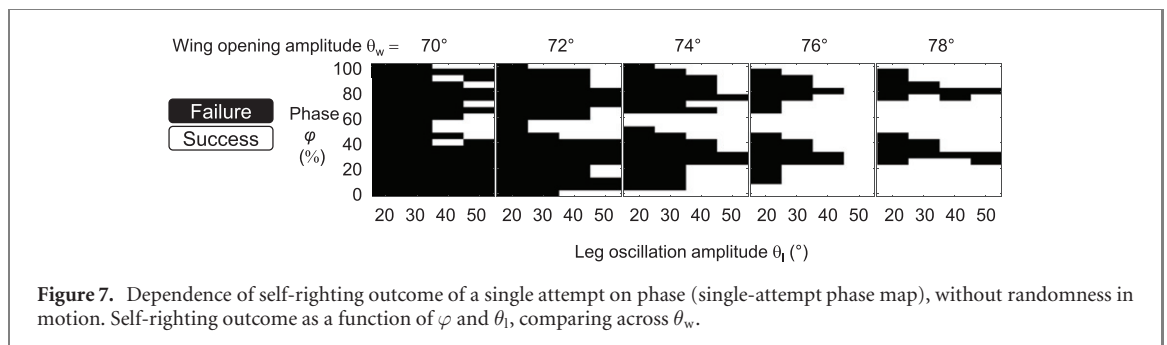 Wing opening amplitude θw = 70° 72° 74° 76° 78°
100
80
60
40
20
0
Failure
Success
Phase
φ
(%)
20 30 40 50 20 30 40 50 20 30 40 50 20 30 40 50 20 30 40 50
Leg oscillation amplitude θl (°)
Figure 7. Dependence of self-righting outcome of a single attempt on phase (single-attempt phase map), without randomness in
motion. Self-righting outcome as a function of φ and θl, comparing across θw.